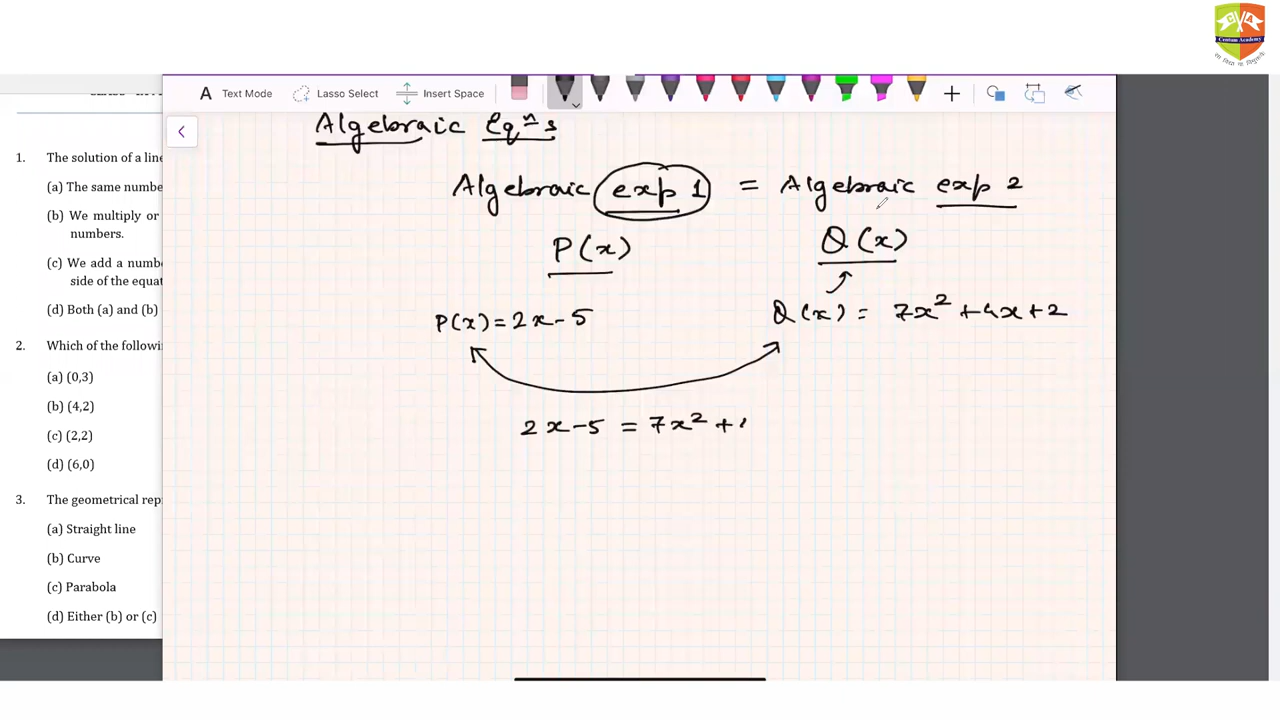 Centum Academy
Text Mode
Lasso Select
Insert Space
1. The solution of a line
(a) The same numbe
(b) We multiply or
numbers.
(c) We add a numb
side of the equat
(d) Both (a) and (b)
2. Which of the followi
(a) (0,3)
(b) (4,2)
(c) (2,2)
(d) (6,0)
3. The geometrical rep
(a) Straight line
(b) Curve
(c) Parabola
(d) Either (b) or (c)
Algebraic Eqⁿs
Algebraic exp 1 = Algebraic exp 2
P(x) Q(x)
P(x) = 2x - 5 Q(x) = 7x² + 4x + 2
2x - 5 = 7x² +